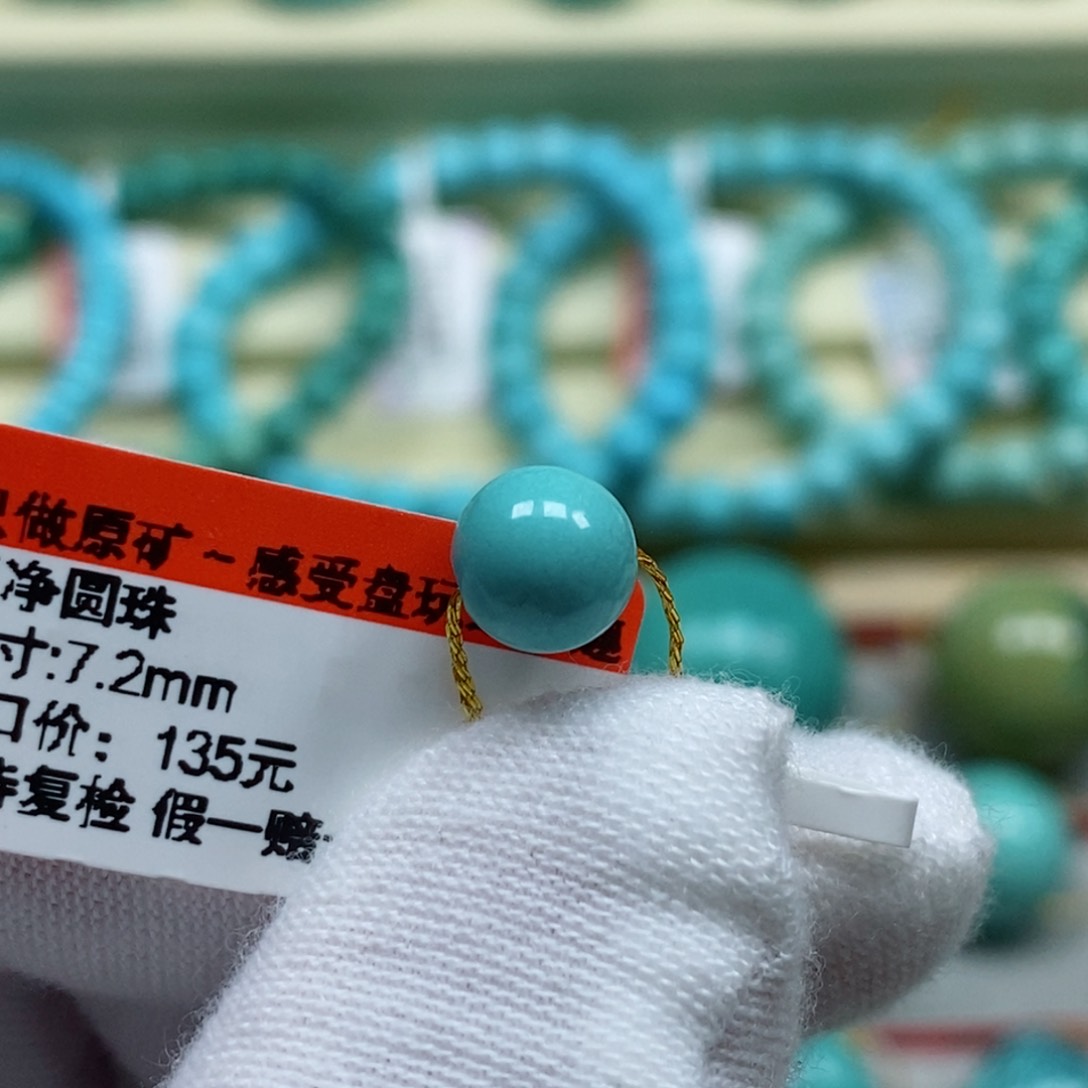 做原矿～感受盘玩
净圆珠
寸:7.2mm
口价：135元
复检 假一赔